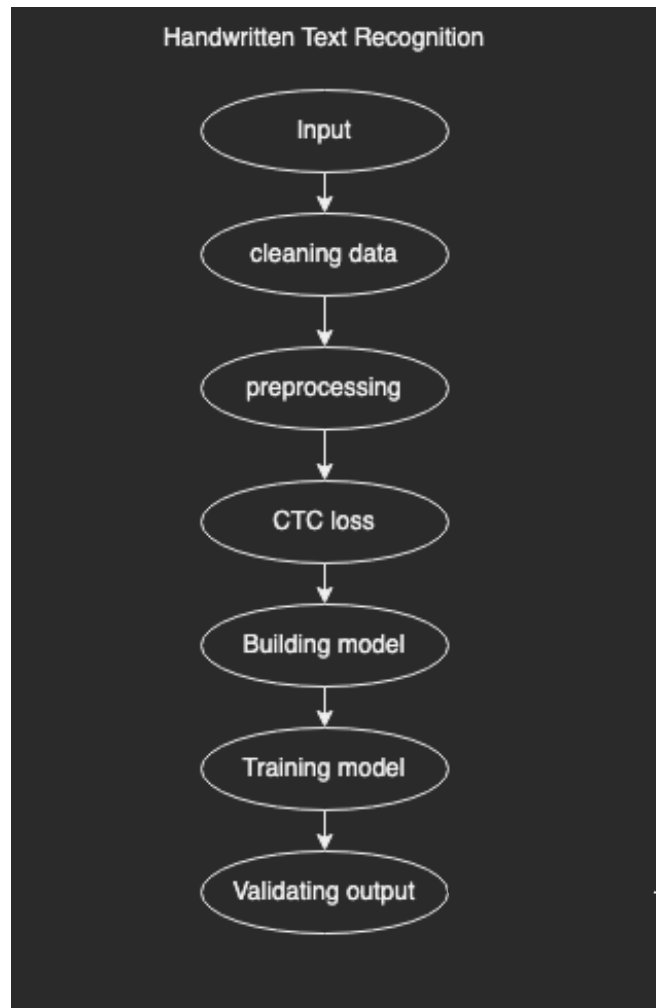 Handwritten Text Recognition
Input
cleaning data
preprocessing
CTC loss
Building model
Training model
Validating output